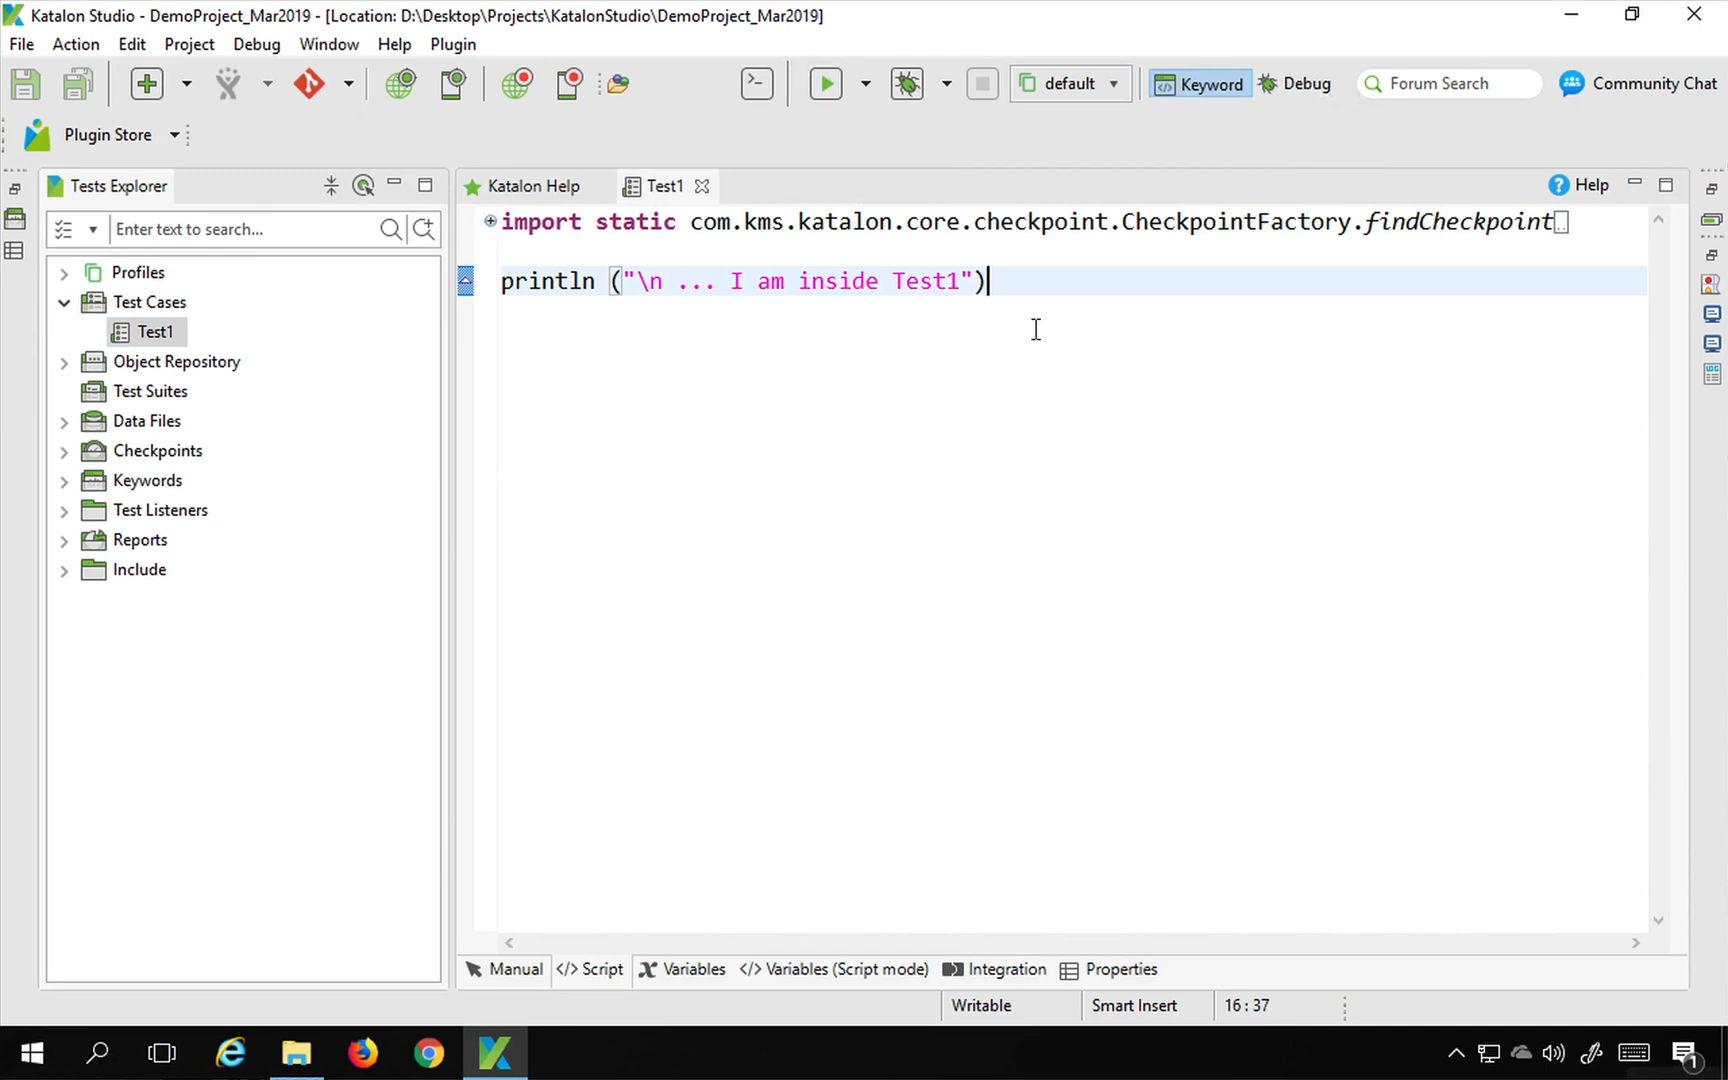 Katalon Studio - DemoProject_Mar2019 - [Location: D:\Desktop\Projects\KatalonStudio\DemoProject_Mar2019]
File Action Edit Project Debug Window Help Plugin
default Keyword Debug Forum Search Community Chat
Plugin Store
Tests Explorer
Katalon Help Test1 Help
Enter text to search...
import static com.kms.katalon.core.checkpoint.CheckpointFactory.findCheckpoint
Profiles
println ("\n ... I am inside Test1")
Test Cases
Test1
Object Repository
Test Suites
Data Files
Checkpoints
Keywords
Test Listeners
Reports
Include
Manual </> Script Variables </> Variables (Script mode) Integration Properties
Writable Smart Insert 16 : 37
1